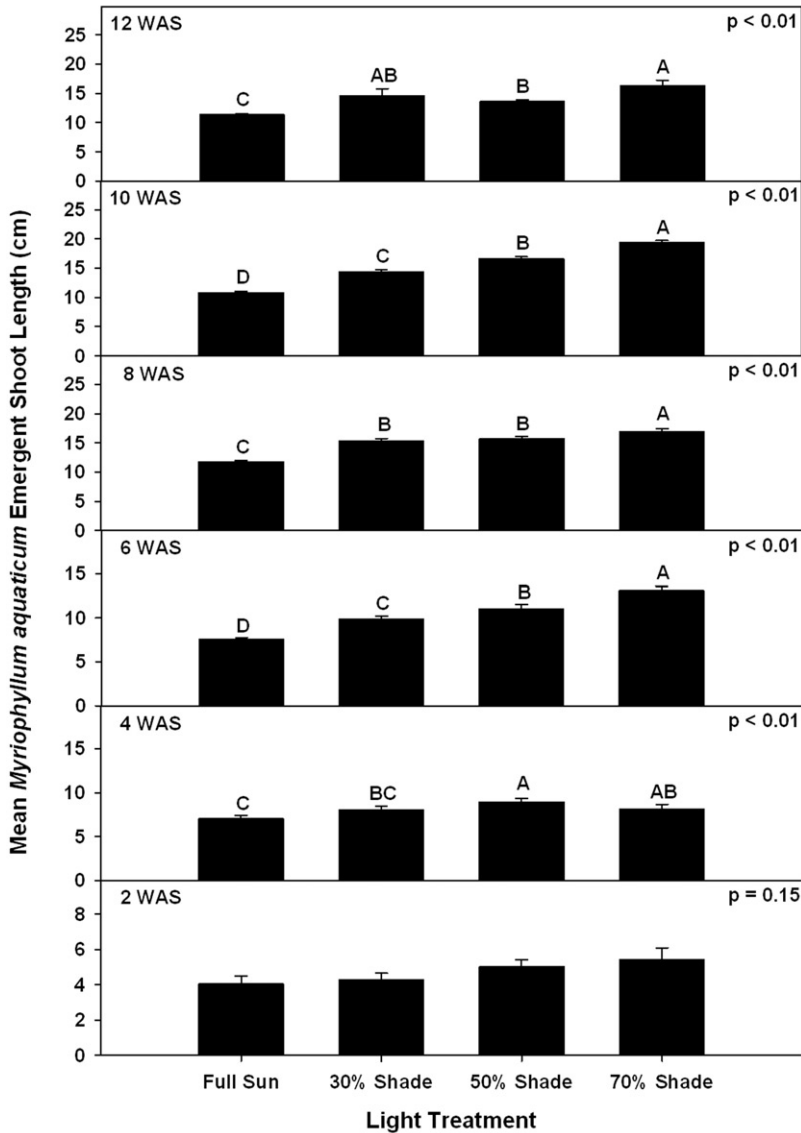 Mean Myriophyllum aquaticum Emergent Shoot Length (cm)
12 WAS p < 0.01
25
20
15
10
5
0
C AB B A
10 WAS p < 0.01
25
20
15
10
5
0
D C B A
8 WAS p < 0.01
25
20
15
10
5
0
C B B A
6 WAS p < 0.01
15
10
5
0
D C B A
4 WAS p < 0.01
15
10
5
0
C BC A AB
2 WAS p = 0.15
8
6
4
2
0
Full Sun 30% Shade 50% Shade 70% Shade
Light Treatment